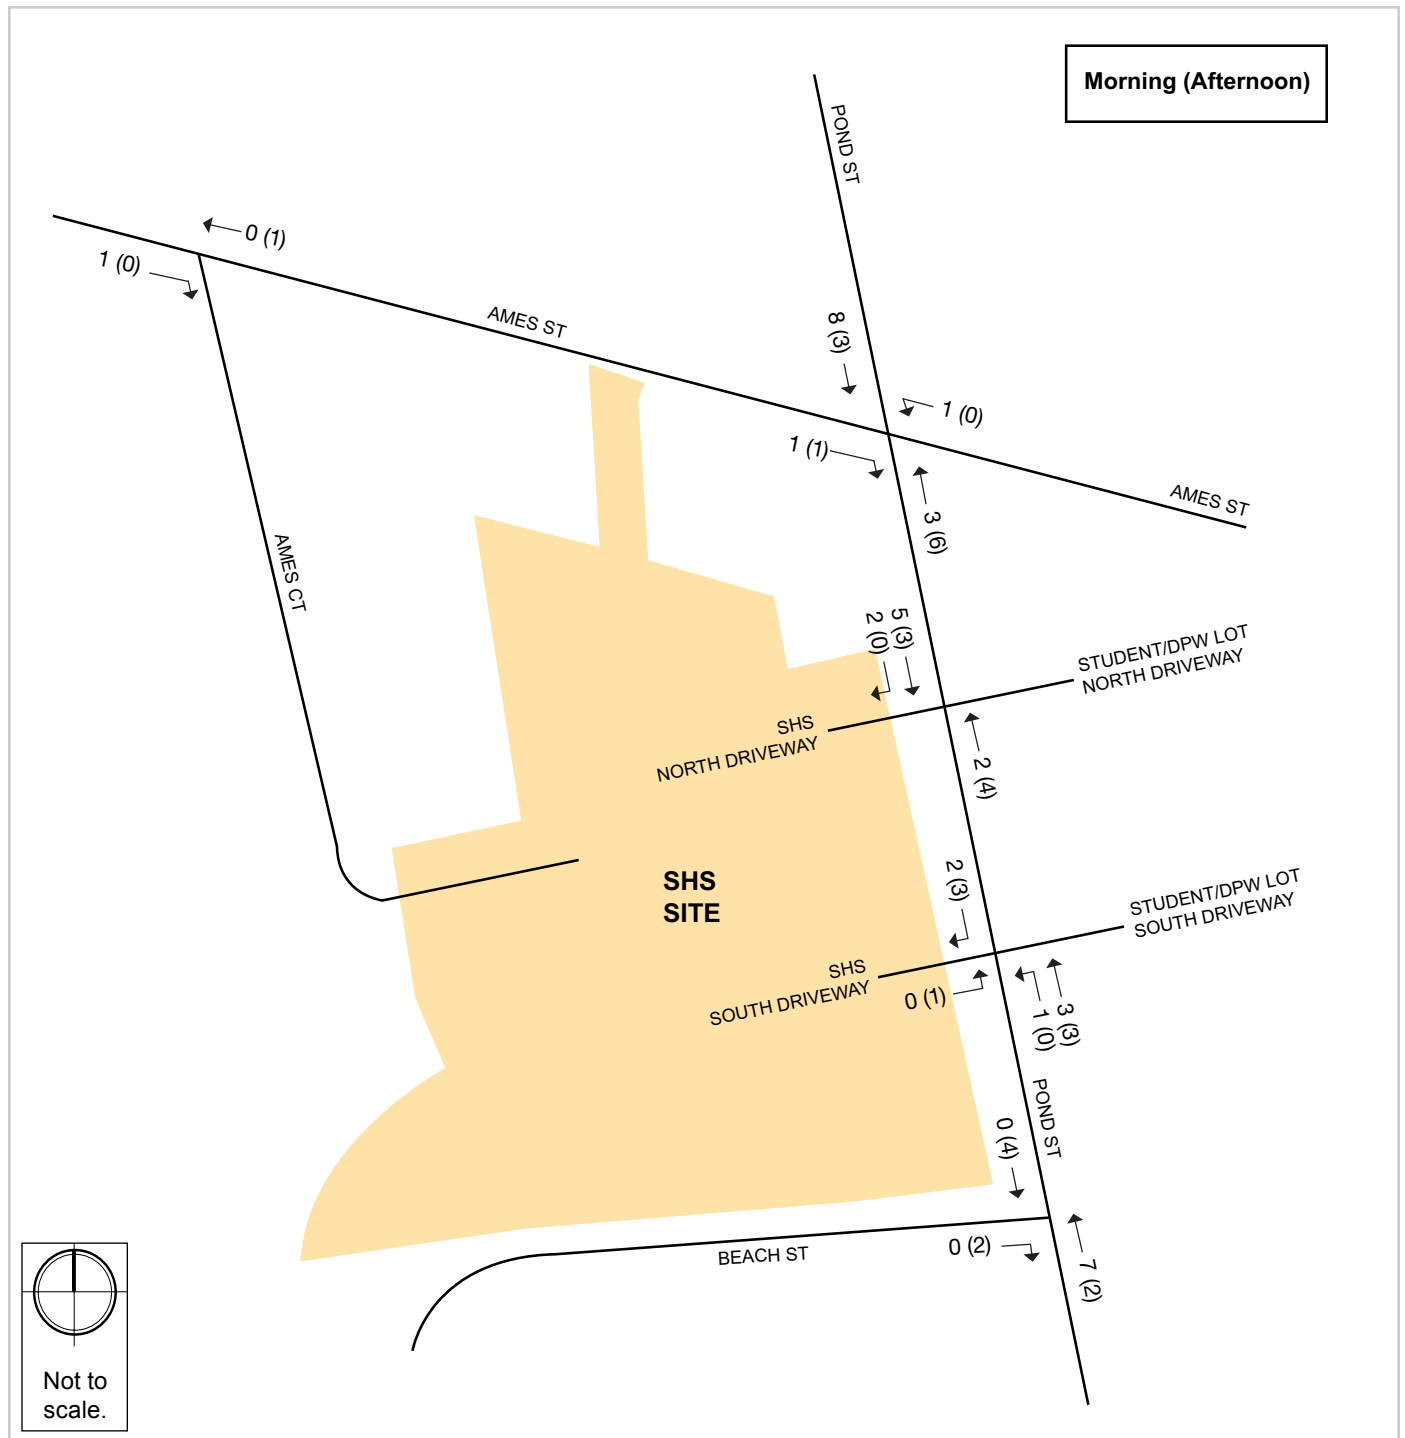 Morning (Afternoon)
POND ST
0 (1)
1 (0)
AMES ST
8 (3)
1 (0)
1 (1)
AMES ST
3 (6)
AMES CT
5 (3)
2 (0)
STUDENT/DPW LOT
NORTH DRIVEWAY
SHS
NORTH DRIVEWAY
2 (4)
2 (3)
SHS
SITE
STUDENT/DPW LOT
SOUTH DRIVEWAY
SHS
SOUTH DRIVEWAY
0 (1)
3 (3)
1 (0)
POND ST
0 (4)
BEACH ST
0 (2)
7 (2)
Not to
scale.